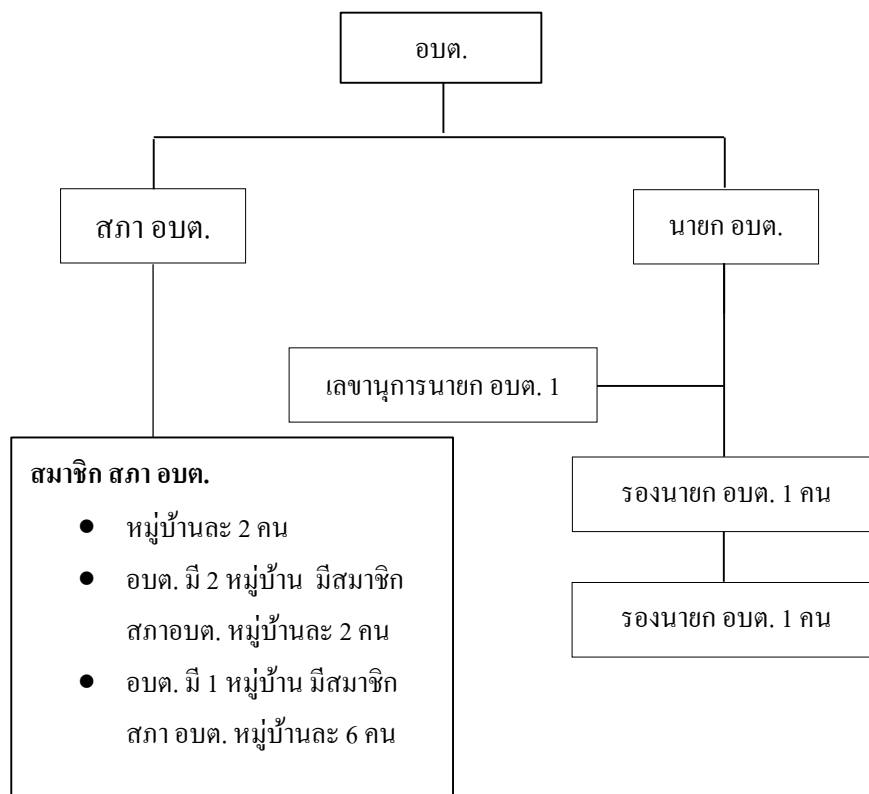 อบต.
สภา อบต.
นายก อบต.
เลขานุการนายก อบต. 1
สมาชิก สภา อบต.
● หมู่บ้านละ 2 คน
● อบต. มี 2 หมู่บ้าน มีสมาชิก
สภาอบต. หมู่บ้านละ 2 คน
● อบต. มี 1 หมู่บ้าน มีสมาชิก
สภา อบต. หมู่บ้านละ 6 คน
รองนายก อบต. 1 คน
รองนายก อบต. 1 คน